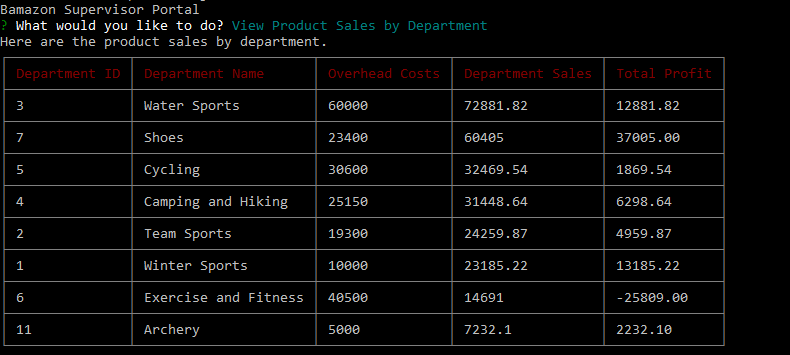 Bamazon Supervisor Portal
? What would you like to do? View Product Sales by Department
Here are the product sales by department.
Department ID Department Name Overhead Costs Department Sales Total Profit
3 Water Sports 60000 72881.82 12881.82
7 Shoes 23400 60405 37005.00
5 Cycling 30600 32469.54 1869.54
4 Camping and Hiking 25150 31448.64 6298.64
2 Team Sports 19300 24259.87 4959.87
1 Winter Sports 10000 23185.22 13185.22
6 Exercise and Fitness 40500 14691 -25809.00
11 Archery 5000 7232.1 2232.10